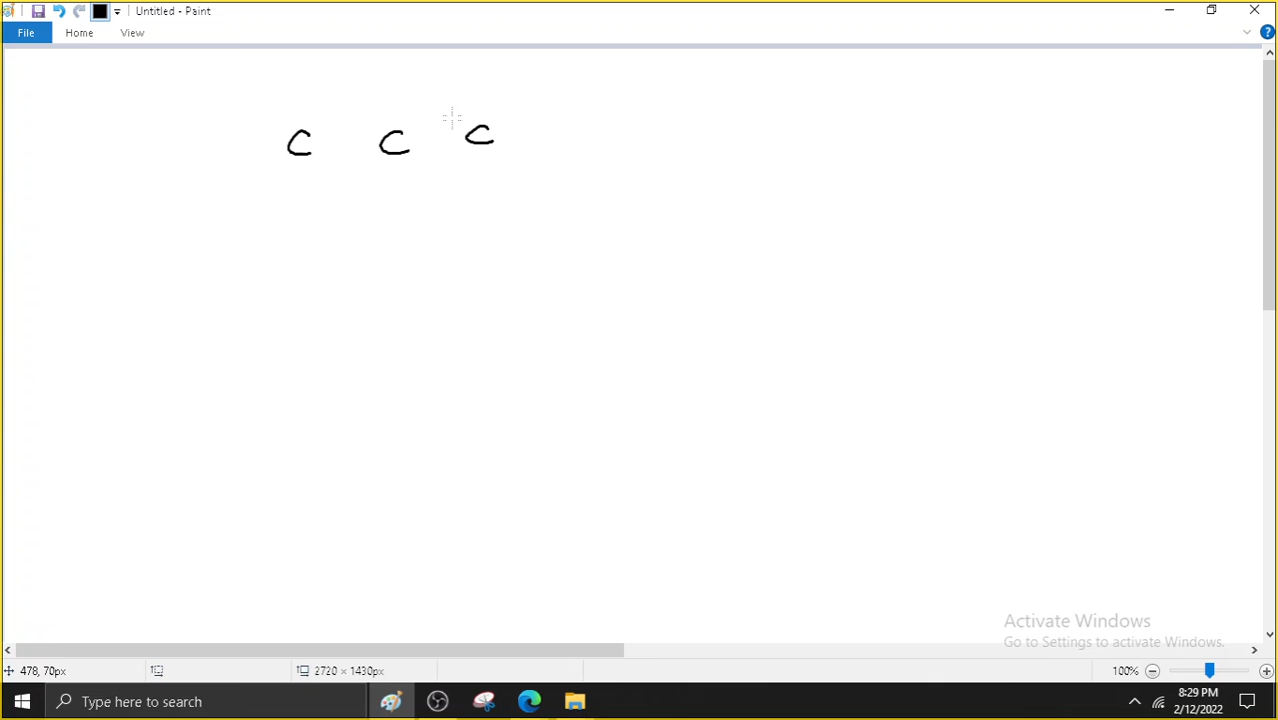 Untitled - Paint
File Home View
C C C
Activate Windows
Go to Settings to activate Windows.
478, 70px 2720 × 1430px 100%
Type here to search
8:29 PM
2/12/2022